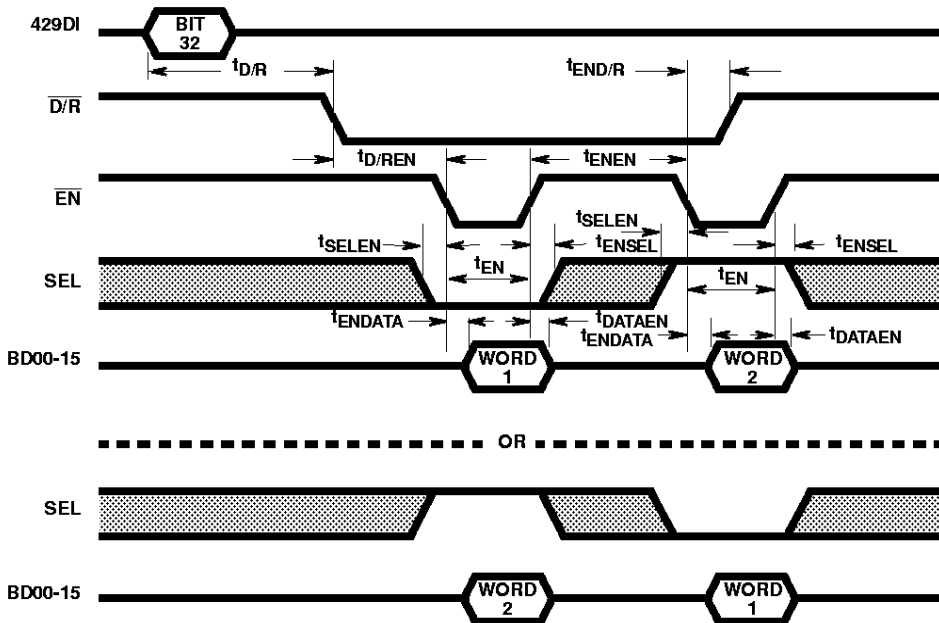 429DI
BIT
32
tD/R
tEND/R
D/R
tD/REN
tENEN
EN
tSELEN
tSELEN
tENSEL
tENSEL
SEL
tEN
tEN
tENDATA
tDATAEN
tENDATA
tDATAEN
BD00-15
WORD
1
WORD
2
OR
SEL
BD00-15
WORD
2
WORD
1